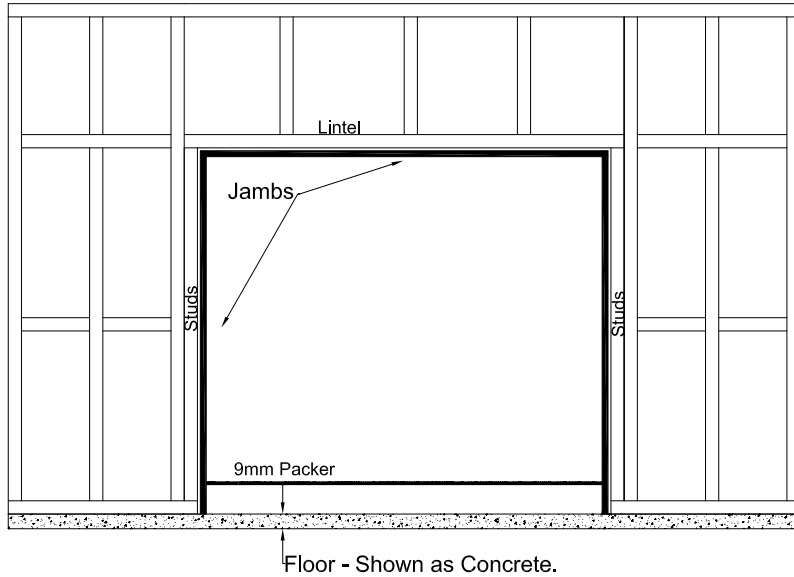 Lintel
Jambs
Studs
Studs
9mm Packer
Floor - Shown as Concrete.